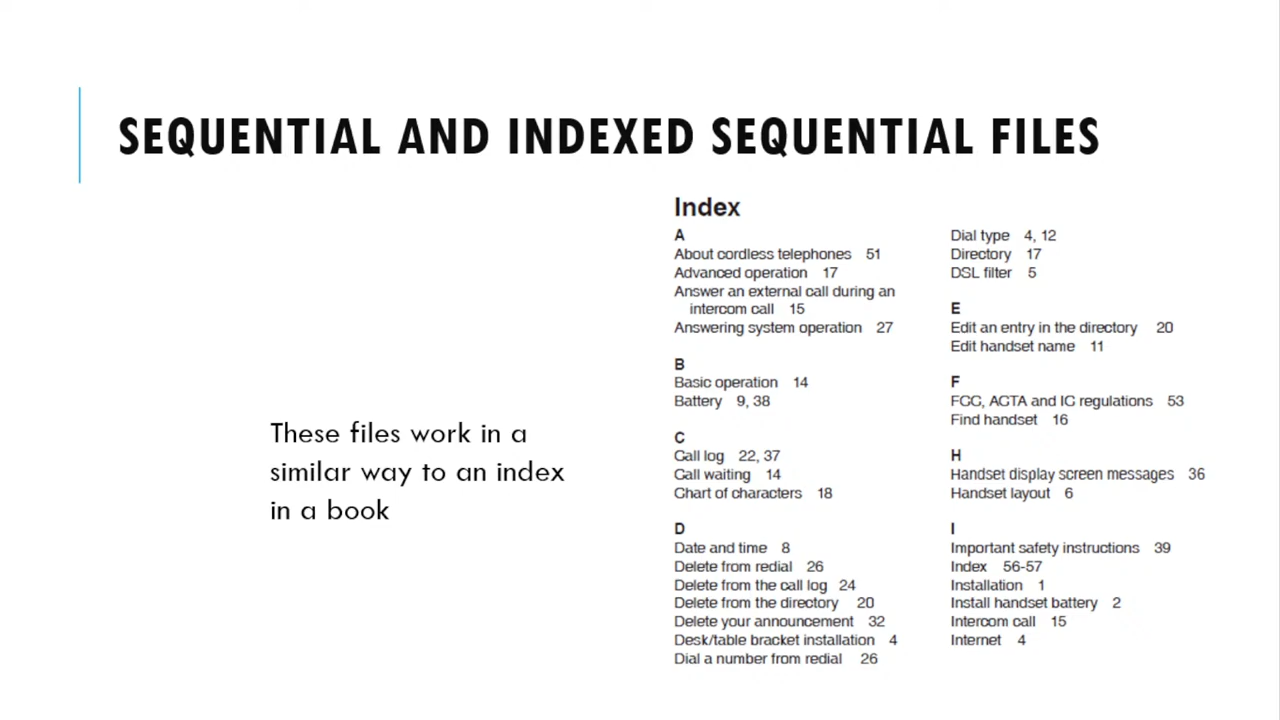 SEQUENTIAL AND INDEXED SEQUENTIAL FILES
These files work in a
similar way to an index
in a book
Index
A
About cordless telephones 51
Advanced operation 17
Answer an external call during an
intercom call 15
Answering system operation 27
B
Basic operation 14
Battery 9, 38
C
Call log 22, 37
Call waiting 14
Chart of characters 18
D
Date and time 8
Delete from redial 26
Delete from the call log 24
Delete from the directory 20
Delete your announcement 32
Desk/table bracket installation 4
Dial a number from redial 26
Dial type 4, 12
Directory 17
DSL filter 5
E
Edit an entry in the directory 20
Edit handset name 11
F
FCC, ACTA and IC regulations 53
Find handset 16
H
Handset display screen messages 36
Handset layout 6
I
Important safety instructions 39
Index 56-57
Installation 1
Install handset battery 2
Intercom call 15
Internet 4